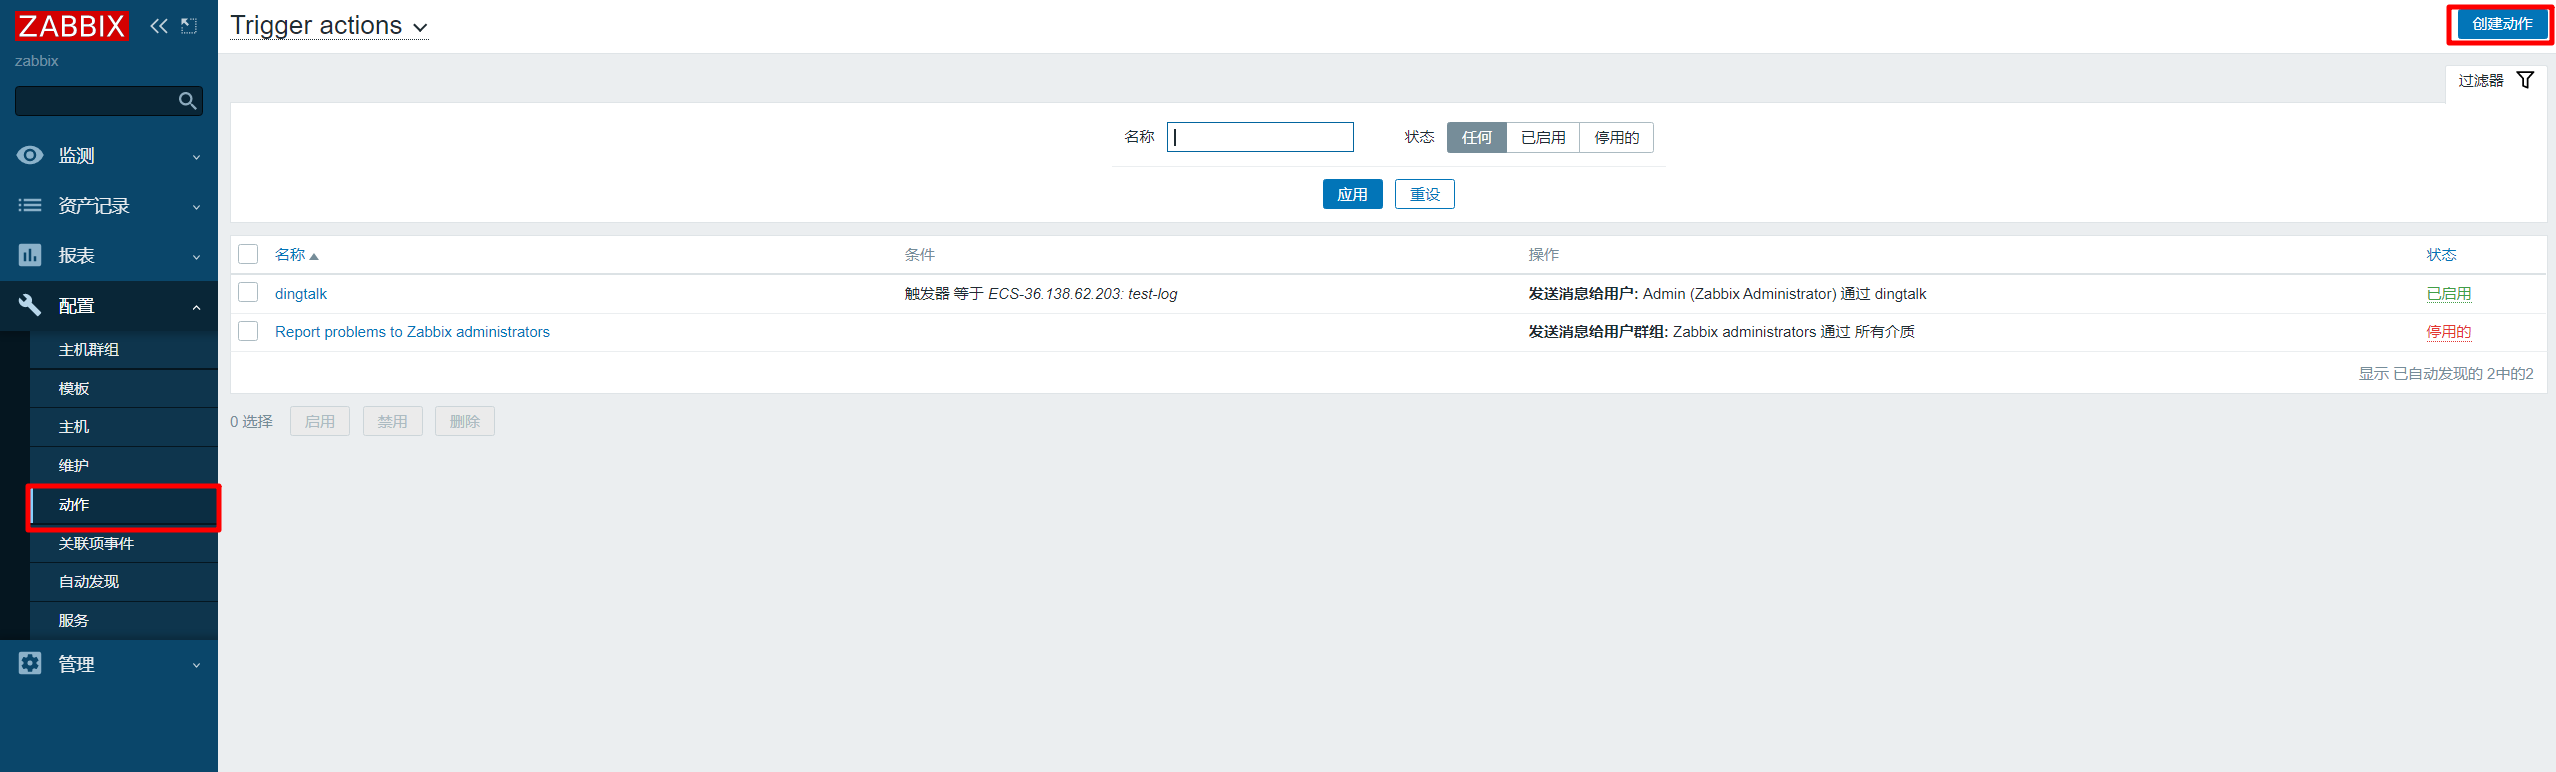 ZABBIX
zabbix
监测
资产记录
报表
配置
主机群组
模板
主机
维护
动作
关联项事件
自动发现
服务
管理
Trigger actions
创建动作
过滤器
名称
状态 任何 已启用 停用的
应用 重设
名称 条件 操作 状态
dingtalk 触发器 等于 ECS-36.138.62.203: test-log 发送消息给用户: Admin (Zabbix Administrator) 通过 dingtalk 已启用
Report problems to Zabbix administrators 发送消息给用户群组: Zabbix administrators 通过 所有介质 停用的
显示 已自动发现的 2中的2
0 选择 启用 禁用 删除